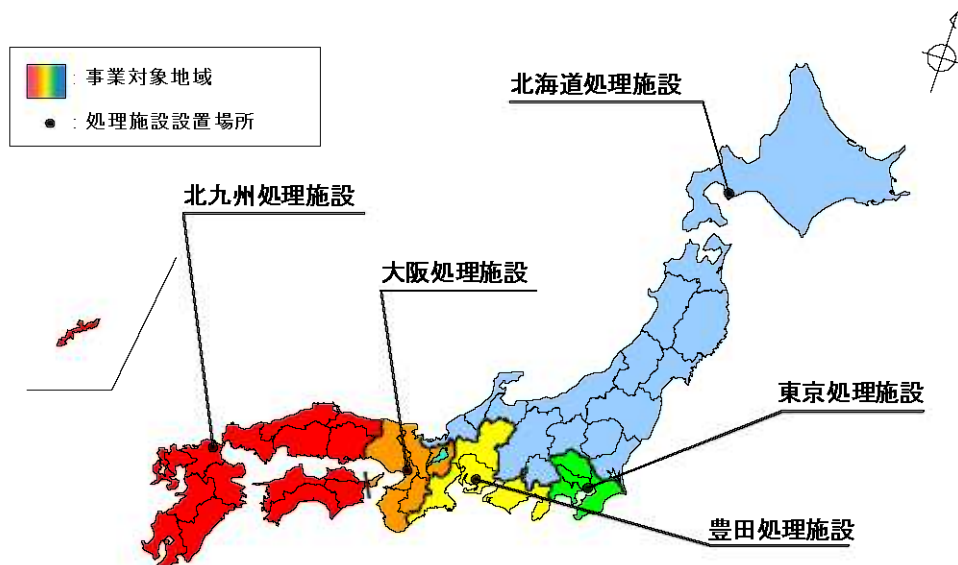 : 事業対象地域
: 処理施設設置場所
北海道処理施設
北九州処理施設
大阪処理施設
東京処理施設
豊田処理施設